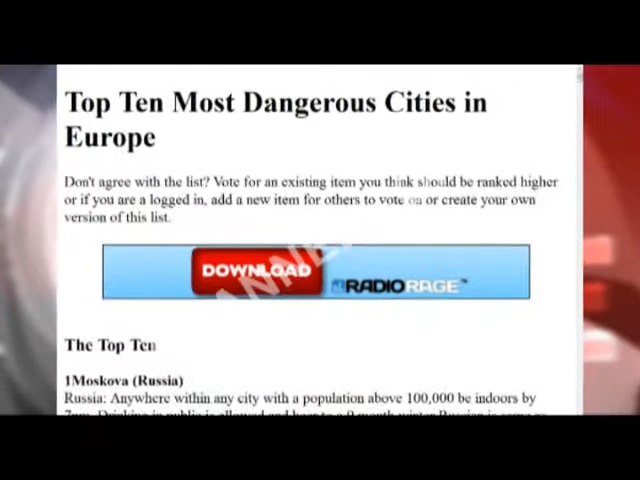 Top Ten Most Dangerous Cities in
Europe
Don't agree with the list? Vote for an existing item you think should be ranked higher
or if you are a logged in, add a new item for others to vote on or create your own
version of this list.
DOWNLOAD RADIORAGE™
The Top Ten
1Moskova (Russia)
Russia: Anywhere within any city with a population above 100,000 be indoors by